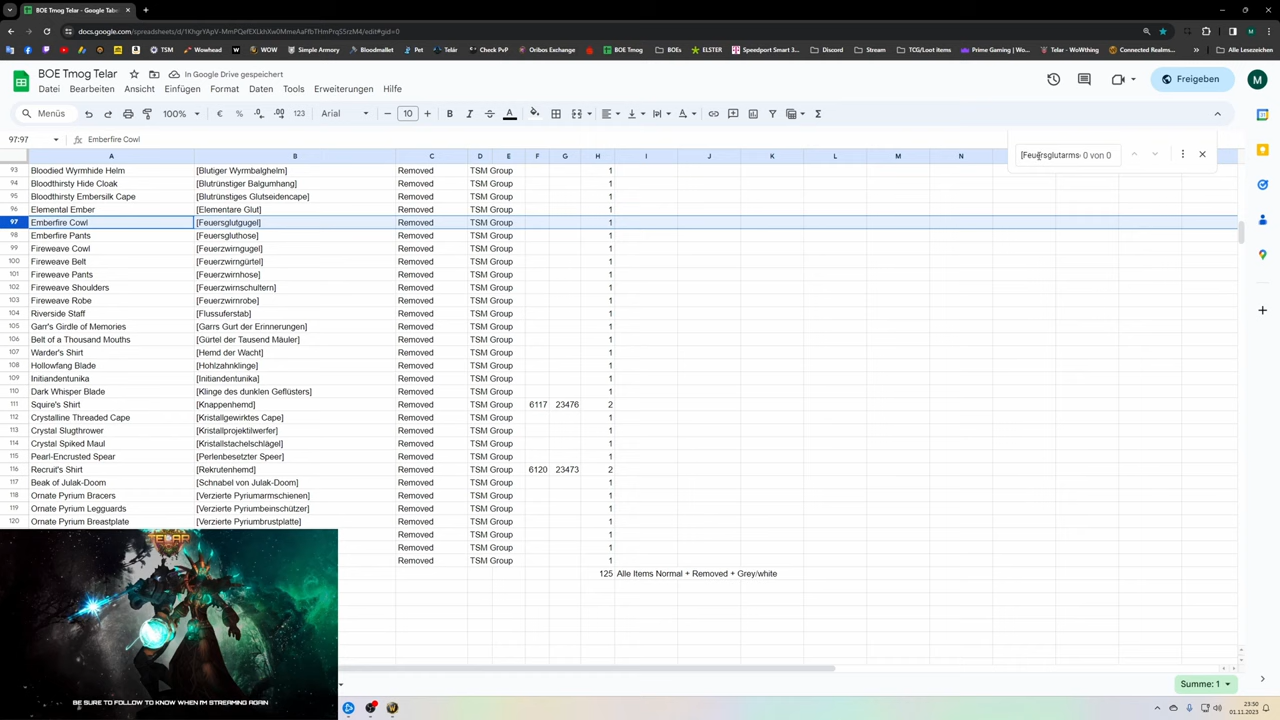 BOE Tmog Telar - Google Tabe
docs.google.com/spreadsheets/d/1KhgrYApV-MmPQefEXLkhXw0MmeAaFfbTHmPrqS5rzM4/edit#gid=0
TSM Wowhead WOW Simulator Armory Bloodmallet Pet Telár Check PvP Oribos Exchange BOE Tmog BOEs ELSTER Speedport Smart 3... Discord Stream TCG/Loot Items Prime Gaming | Wo... Telar - WoWthing Connected Realms... Alle Lesezeichen
BOE Tmog Telar In Google Drive gespeichert
Datei Bearbeiten Ansicht Einfügen Format Daten Tools Erweiterungen Hilfe
Freigeben M
Menüs 100% € % .0 .00 123 Arial 10 B I A
97:97 fx Emberfire Cowl
[Feuersglutarms- 0 von 0
A B C D E F G H I J K L M N
93 Bloodied Wyrmhide Helm [Blutiger Wyrmbalghelm] Removed TSM Group 1
94 Bloodthirsty Hide Cloak [Blutrünstiger Balgumhang] Removed TSM Group 1
95 Bloodthirsty Embersilk Cape [Blutrünstiges Glutseidencape] Removed TSM Group 1
96 Elemental Ember [Elementare Glut] Removed TSM Group 1
97 Emberfire Cowl [Feuersglutgugel] Removed TSM Group 1
98 Emberfire Pants [Feuersgluthose] Removed TSM Group 1
99 Fireweave Cowl [Feuerzwirngugel] Removed TSM Group 1
100 Fireweave Belt [Feuerzwirngürtel] Removed TSM Group 1
101 Fireweave Pants [Feuerzwirnhose] Removed TSM Group 1
102 Fireweave Shoulders [Feuerzwirnschultern] Removed TSM Group 1
103 Fireweave Robe [Feuerzwirnrobe] Removed TSM Group 1
104 Riverside Staff [Flussuferstab] Removed TSM Group 1
105 Garr's Girdle of Memories [Garrs Gurt der Erinnerungen] Removed TSM Group 1
106 Belt of a Thousand Mouths [Gürtel der Tausend Mäuler] Removed TSM Group 1
107 Warder's Shirt [Hemd der Wacht] Removed TSM Group 1
108 Hollowfang Blade [Hohlzahnklinge] Removed TSM Group 1
109 Initiandentunika [Initiandentunika] Removed TSM Group 1
110 Dark Whisper Blade [Klinge des dunklen Geflüsters] Removed TSM Group 1
111 Squire's Shirt [Knappenhemd] Removed TSM Group 6117 23476 2
112 Crystalline Threaded Cape [Kristallgewirktes Cape] Removed TSM Group 1
113 Crystal Slugthrower [Kristallprojektilwerfer] Removed TSM Group 1
114 Crystal Spiked Maul [Kristallstachelschlägel] Removed TSM Group 1
115 Pearl-Encrusted Spear [Perlenbesetzter Speer] Removed TSM Group 1
116 Recruit's Shirt [Rekrutenhemd] Removed TSM Group 6120 23473 2
117 Beak of Julak-Doom [Schnabel von Julak-Doom] Removed TSM Group 1
118 Ornate Pyrium Bracers [Verzierte Pyriumarmschienen] Removed TSM Group 1
119 Ornate Pyrium Legguards [Verzierte Pyriumbeinschützer] Removed TSM Group 1
120 Ornate Pyrium Breastplate [Verzierte Pyriumbrustplatte] Removed TSM Group 1
Removed TSM Group 1
Removed TSM Group 1
Removed TSM Group 1
125 Alle Items Normal + Removed + Grey/white
TELAR
BE SURE TO FOLLOW TO KNOW WHEN I'M STREAMING AGAIN
Summe: 1
23:50
01.11.2023